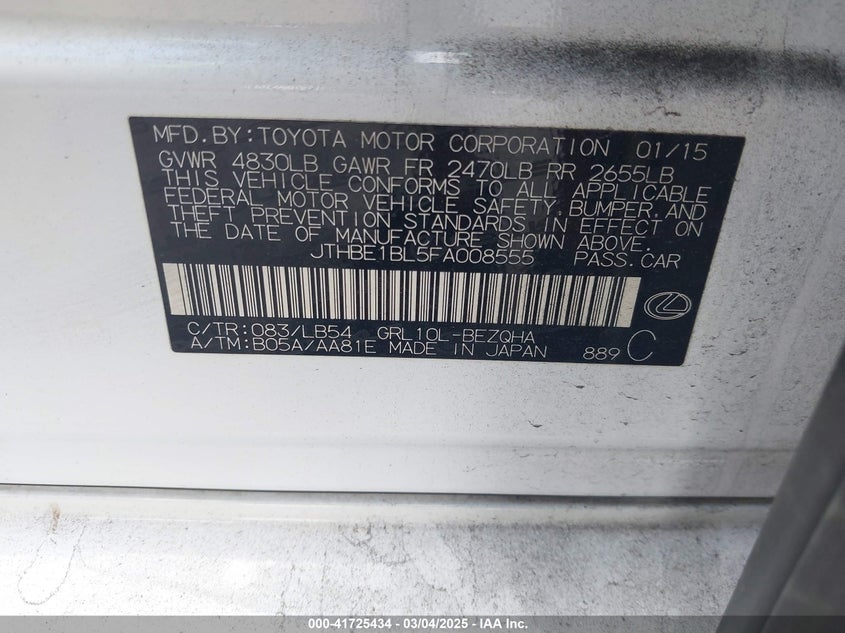 MFD.BY:TOYOTA MOTOR CORPORATION 01/15
GVWR 4830LB GAWR FR 2470LB RR 2655LB
THIS VEHICLE CONFORMS TO ALL APPLICABLE
FEDERAL MOTOR VEHICLE SAFETY,BUMPER,AND
THEFT PREVENTION STANDARDS IN EFFECT ON
THE DATE OF MANUFACTURE SHOWN ABOVE.
JTHBE1BL5FA008555 PASS.CAR
C/TR:083/LB54 GRL10L-BEZQHA
A/TM:B05A/AA81E MADE IN JAPAN 889 C
000-41725434 - 03/04/2025 - IAA Inc.